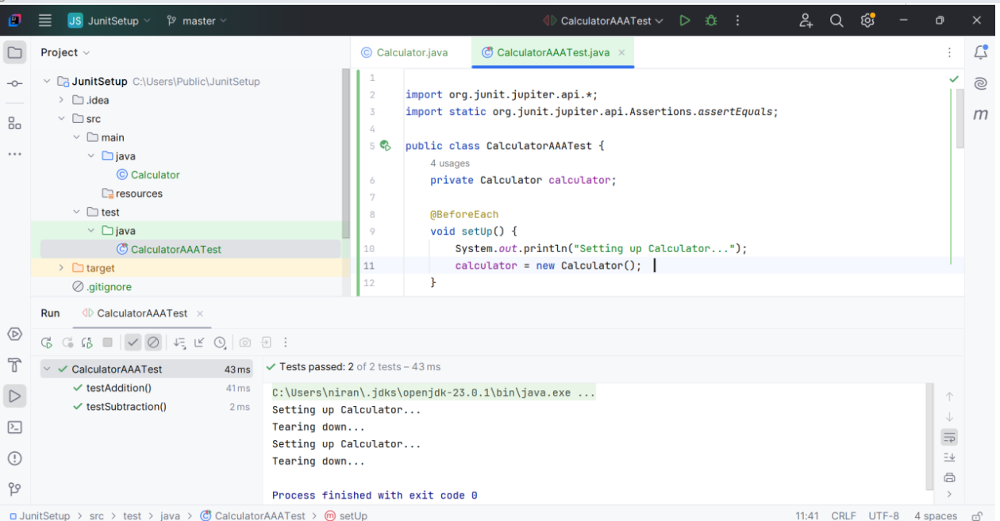 JS JunitSetup master CalculatorAAATest
Project
Calculator.java CalculatorAAATest.java
JunitSetup C:\Users\Public\JunitSetup
.idea
src
main
java
Calculator
resources
test
java
CalculatorAAATest
target
.gitignore
1
2 import org.junit.jupiter.api.*;
3 import static org.junit.jupiter.api.Assertions.assertEquals;
4
5 public class CalculatorAAATest {
4 usages
6 private Calculator calculator;
7
8 @BeforeEach
9 void setUp() {
10 System.out.println("Setting up Calculator...");
11 calculator = new Calculator();
12 }
m
Run CalculatorAAATest
CalculatorAAATest 43 ms
testAddition() 41 ms
testSubtraction() 2 ms
Tests passed: 2 of 2 tests – 43 ms
C:\Users\niran\.jdks\openjdk-23.0.1\bin\java.exe ...
Setting up Calculator...
Tearing down...
Setting up Calculator...
Tearing down...
Process finished with exit code 0
JunitSetup > src > test > java > CalculatorAAATest > m setUp 11:41 CRLF UTF-8 4 spaces